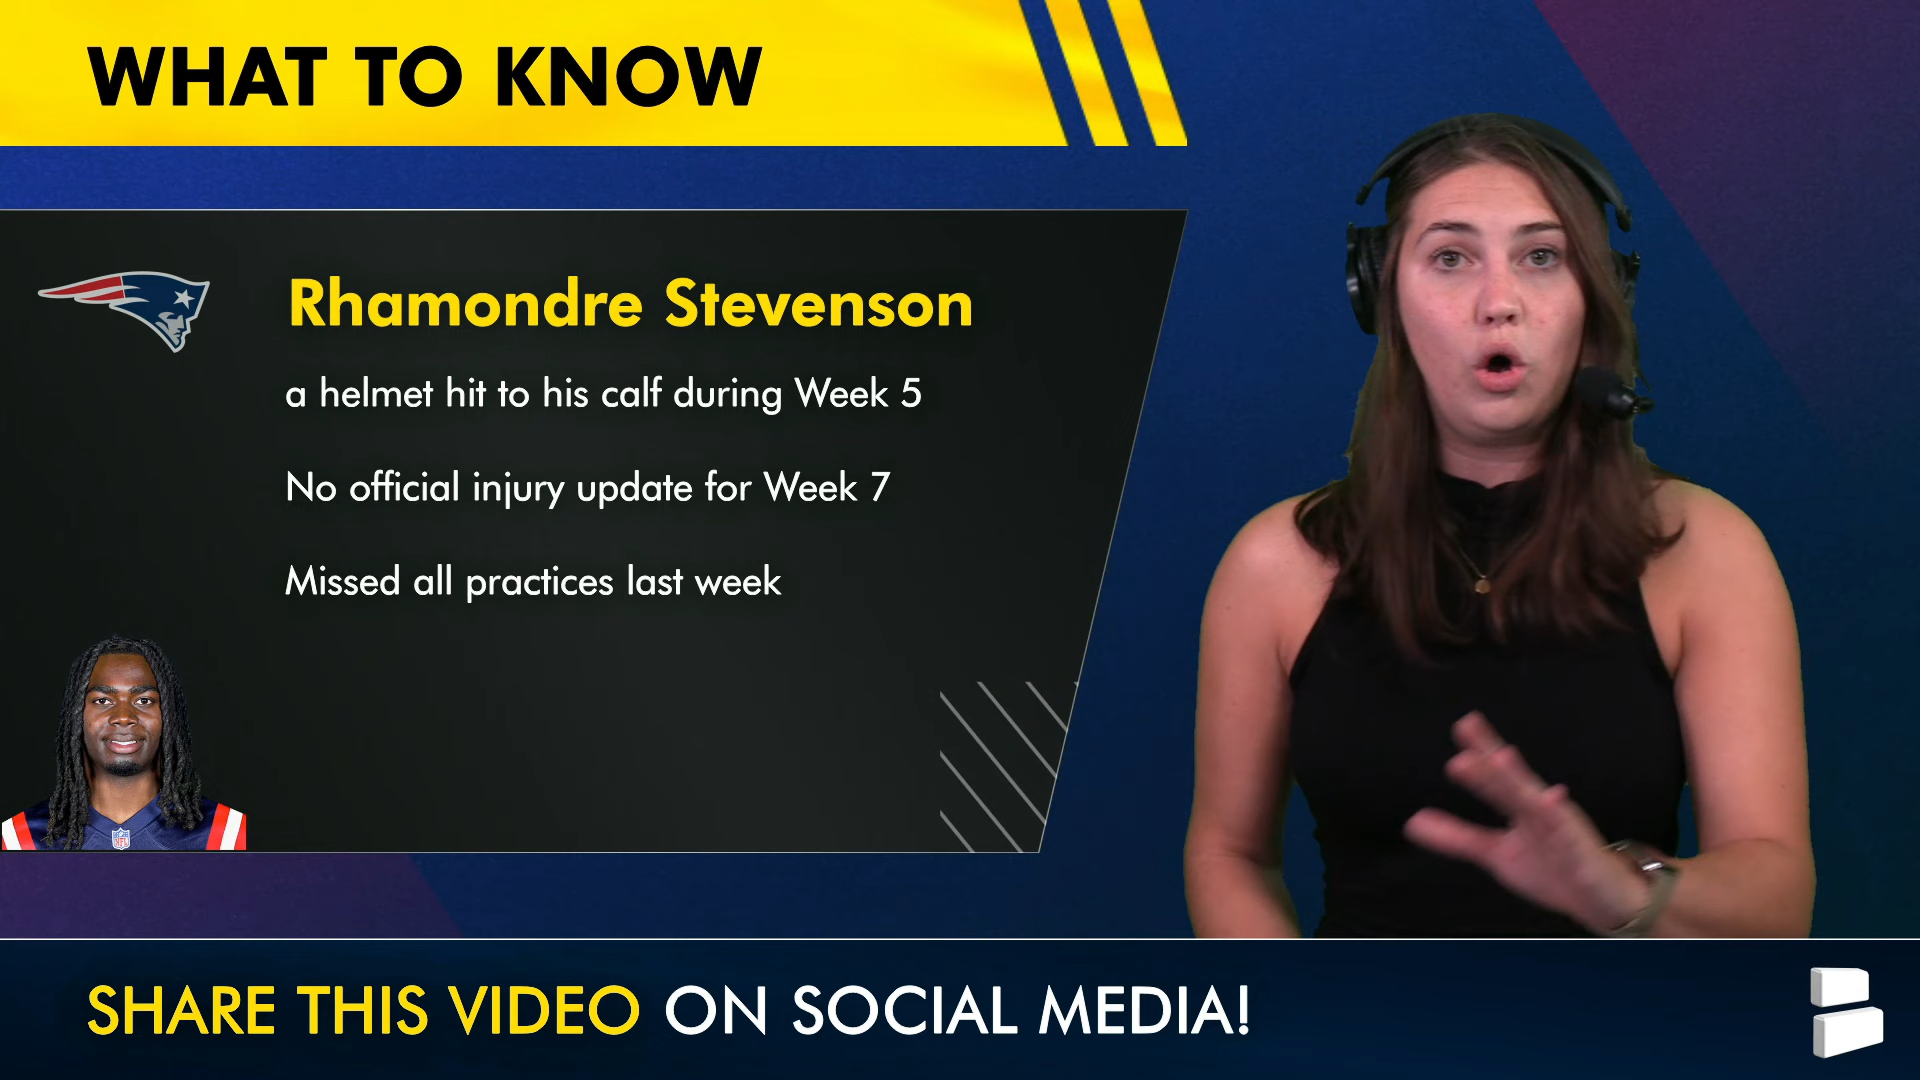 WHAT TO KNOW
Rhamondre Stevenson
a helmet hit to his calf during Week 5
No official injury update for Week 7
Missed all practices last week
SHARE THIS VIDEO ON SOCIAL MEDIA!